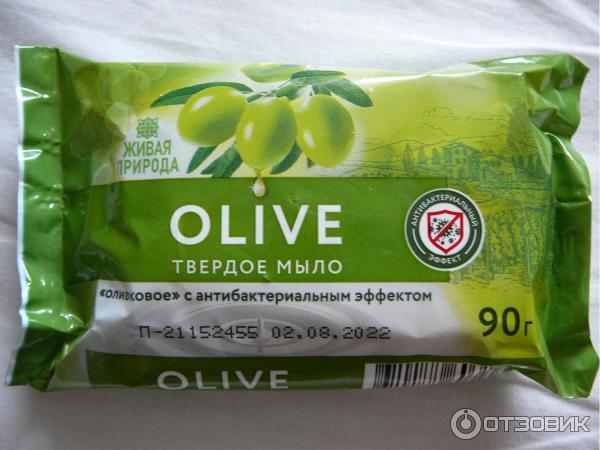 ЖИВАЯ
ПРИРОДА
OLIVE
ТВЕРДОЕ МЫЛО
АНТИБАКТЕРИАЛЬНЫЙ
ЭФФЕКТ
«оливковое» с антибактериальным эффектом
П-21152455 02.08.2022
90г
OLIVE
ОТЗОВИК